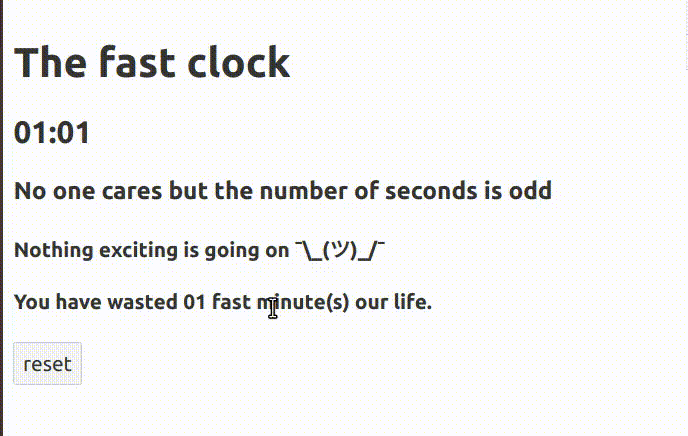 The fast clock
01:01
No one cares but the number of seconds is odd
Nothing exciting is going on ¯\_(ツ)_/¯
You have wasted 01 fast minute(s) our life.
reset